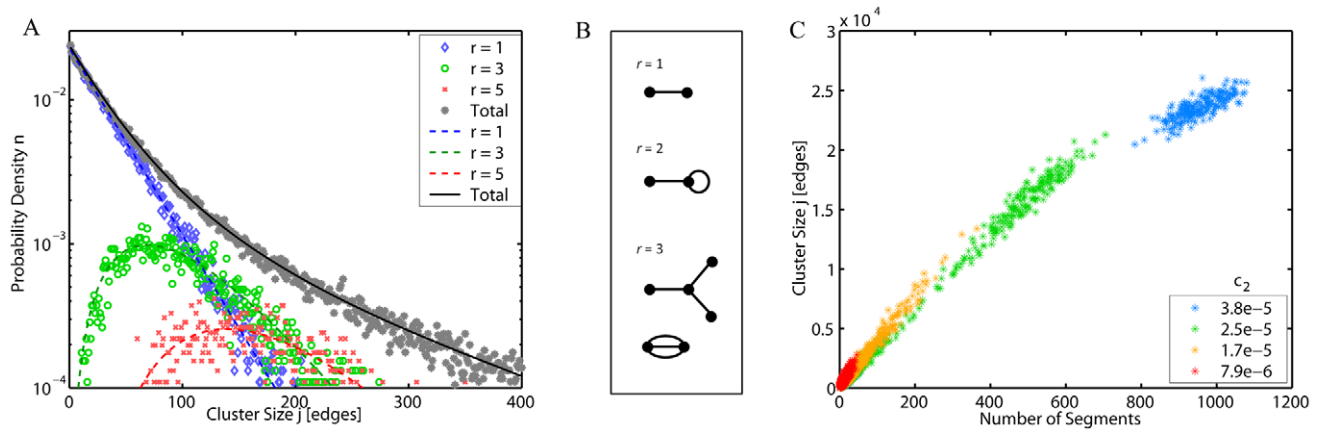 A
Probability Density n
10⁻²
10⁻³
10⁻⁴
0
100
200
300
400
Cluster Size j [edges]
r = 1
r = 3
r = 5
Total
r = 1
r = 3
r = 5
Total
B
r = 1
r = 2
r = 3
C
x 10⁴
Cluster Size j [edges]
3
2.5
2
1.5
1
0.5
0
0
200
400
600
800
1000
1200
Number of Segments
c₂
3.8e−5
2.5e−5
1.7e−5
7.9e−6